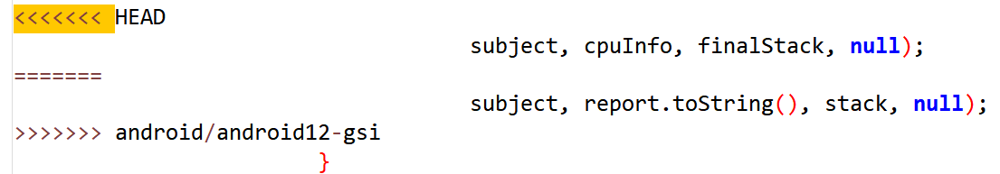 <<<<<<< HEAD
subject, cpuInfo, finalStack, null);
=======
subject, report.toString(), stack, null);
>>>>>>> android/android12-gsi
}